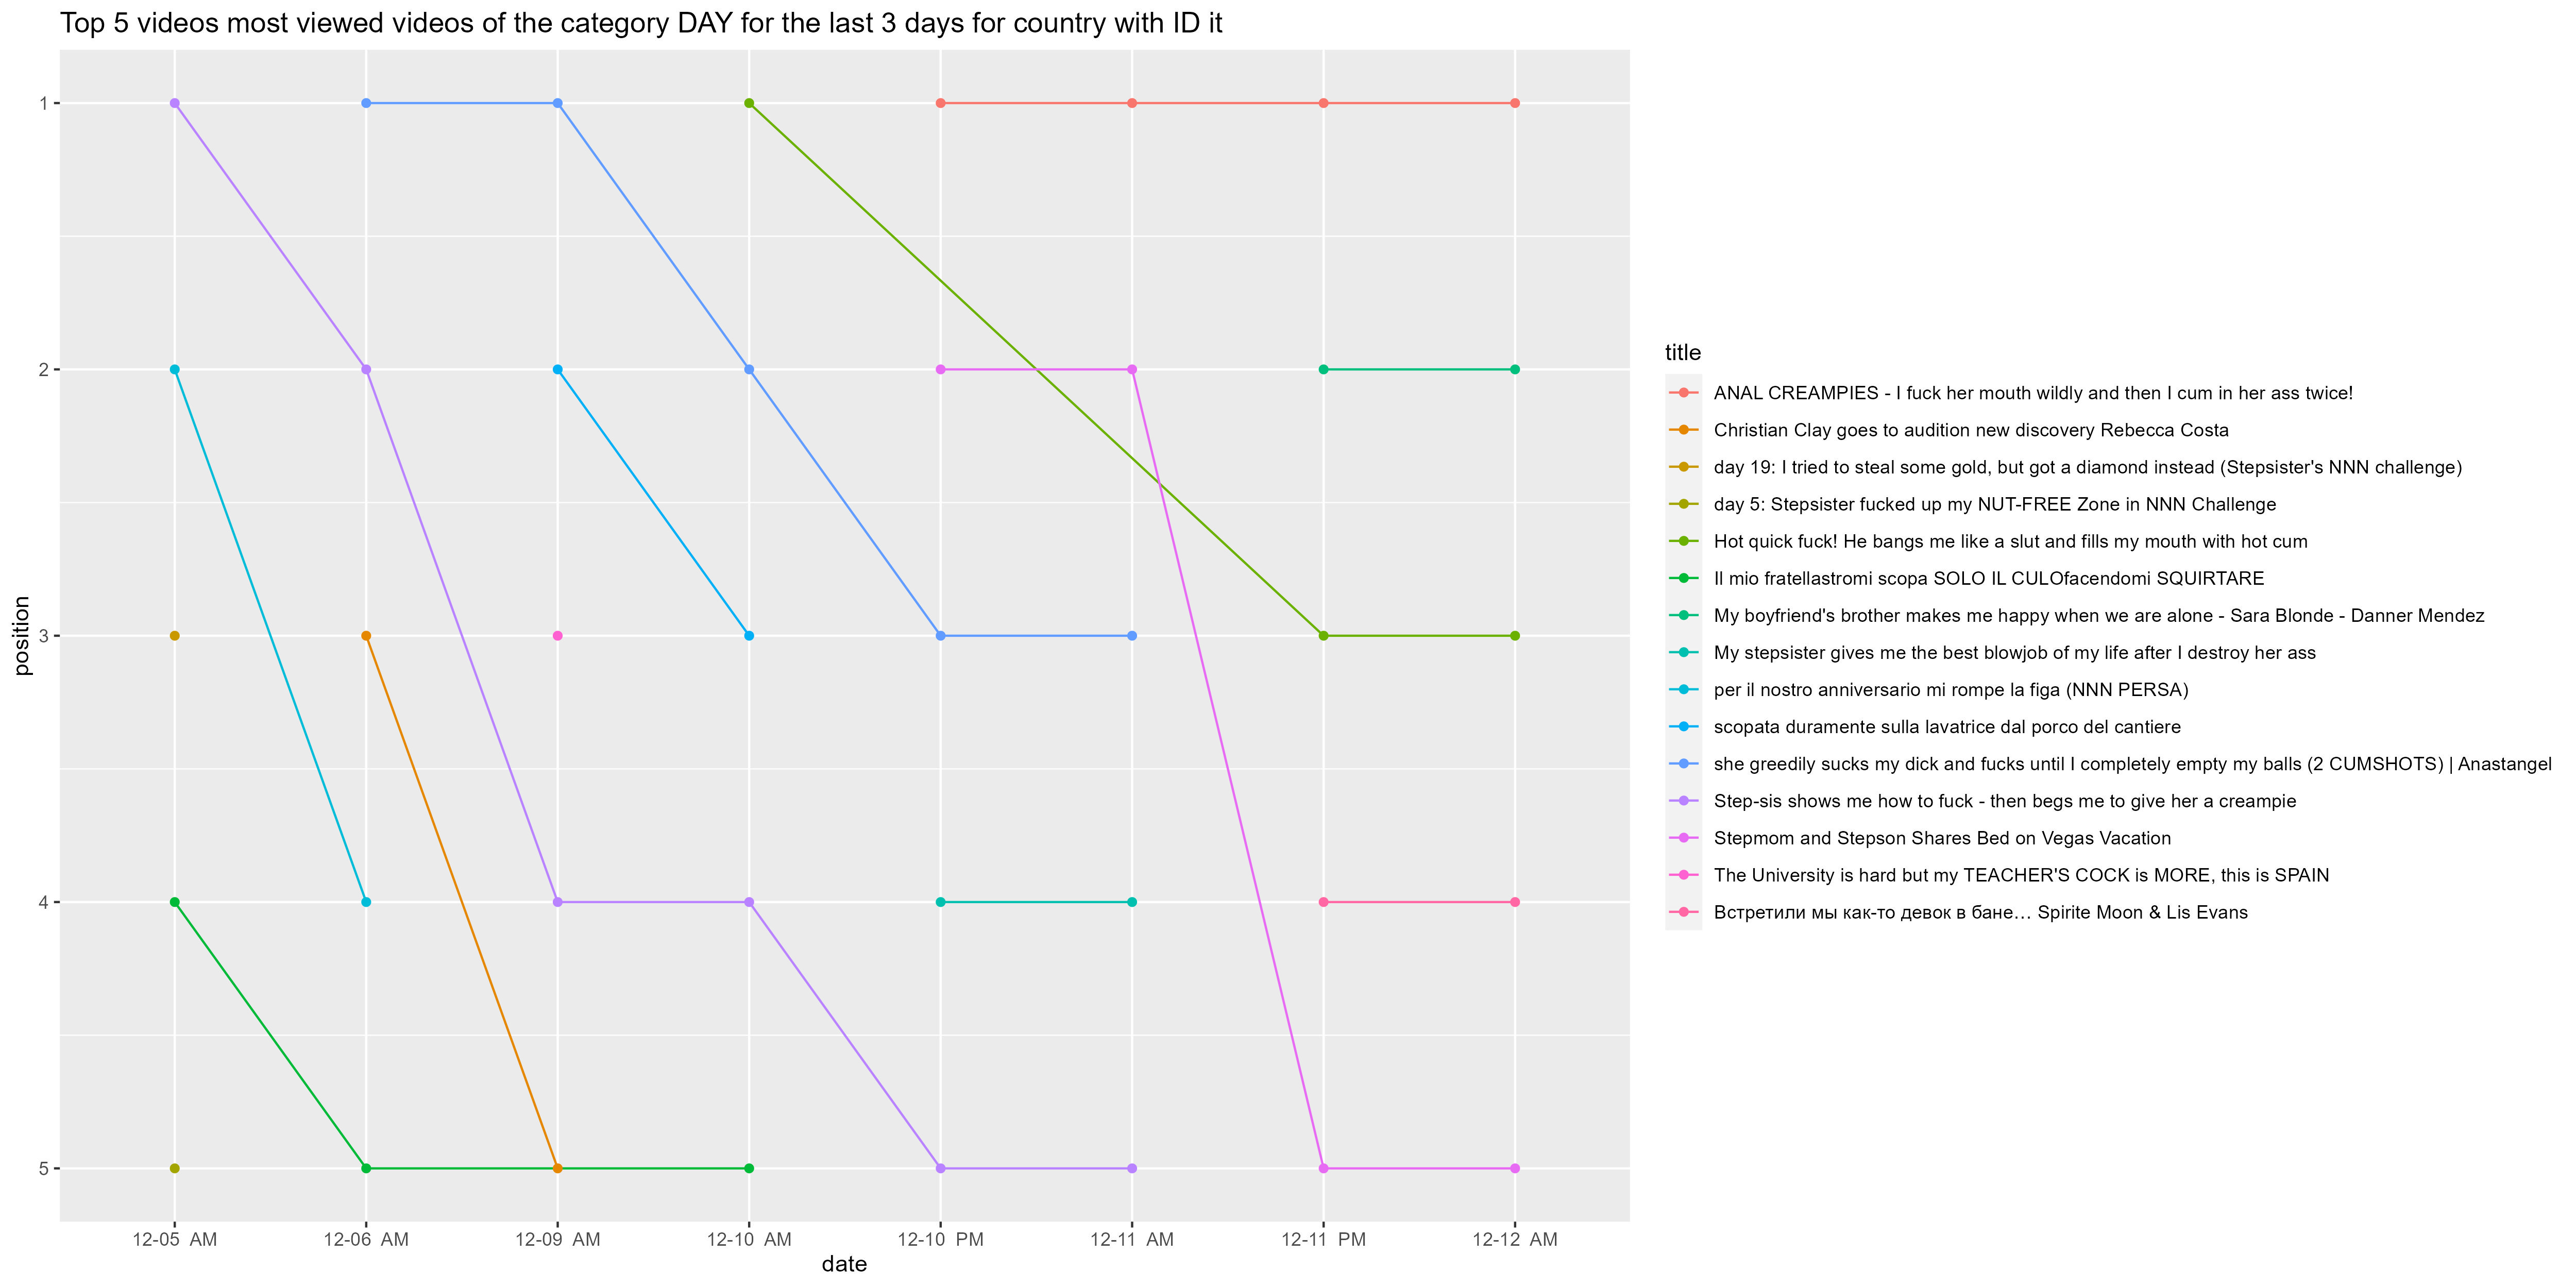 Top 5 videos most viewed videos of the category DAY for the last 3 days for country with ID it
position
1
2
3
4
5
12-05 AM
12-06 AM
12-09 AM
12-10 AM
12-10 PM
12-11 AM
12-11 PM
12-12 AM
date
title
ANAL CREAMPIES - I fuck her mouth wildly and then I cum in her ass twice!
Christian Clay goes to audition new discovery Rebecca Costa
day 19: I tried to steal some gold, but got a diamond instead (Stepsister's NNN challenge)
day 5: Stepsister fucked up my NUT-FREE Zone in NNN Challenge
Hot quick fuck! He bangs me like a slut and fills my mouth with hot cum
Il mio fratellastromi scopa SOLO IL CULOfacendomi SQUIRTARE
My boyfriend's brother makes me happy when we are alone - Sara Blonde - Danner Mendez
My stepsister gives me the best blowjob of my life after I destroy her ass
per il nostro anniversario mi rompe la figa (NNN PERSA)
scopata duramente sulla lavatrice dal porco del cantiere
she greedily sucks my dick and fucks until I completely empty my balls (2 CUMSHOTS) | Anastangel
Step-sis shows me how to fuck - then begs me to give her a creampie
Stepmom and Stepson Shares Bed on Vegas Vacation
The University is hard but my TEACHER'S COCK is MORE, this is SPAIN
Встретили мы как-то девок в бане… Spirite Moon & Lis Evans